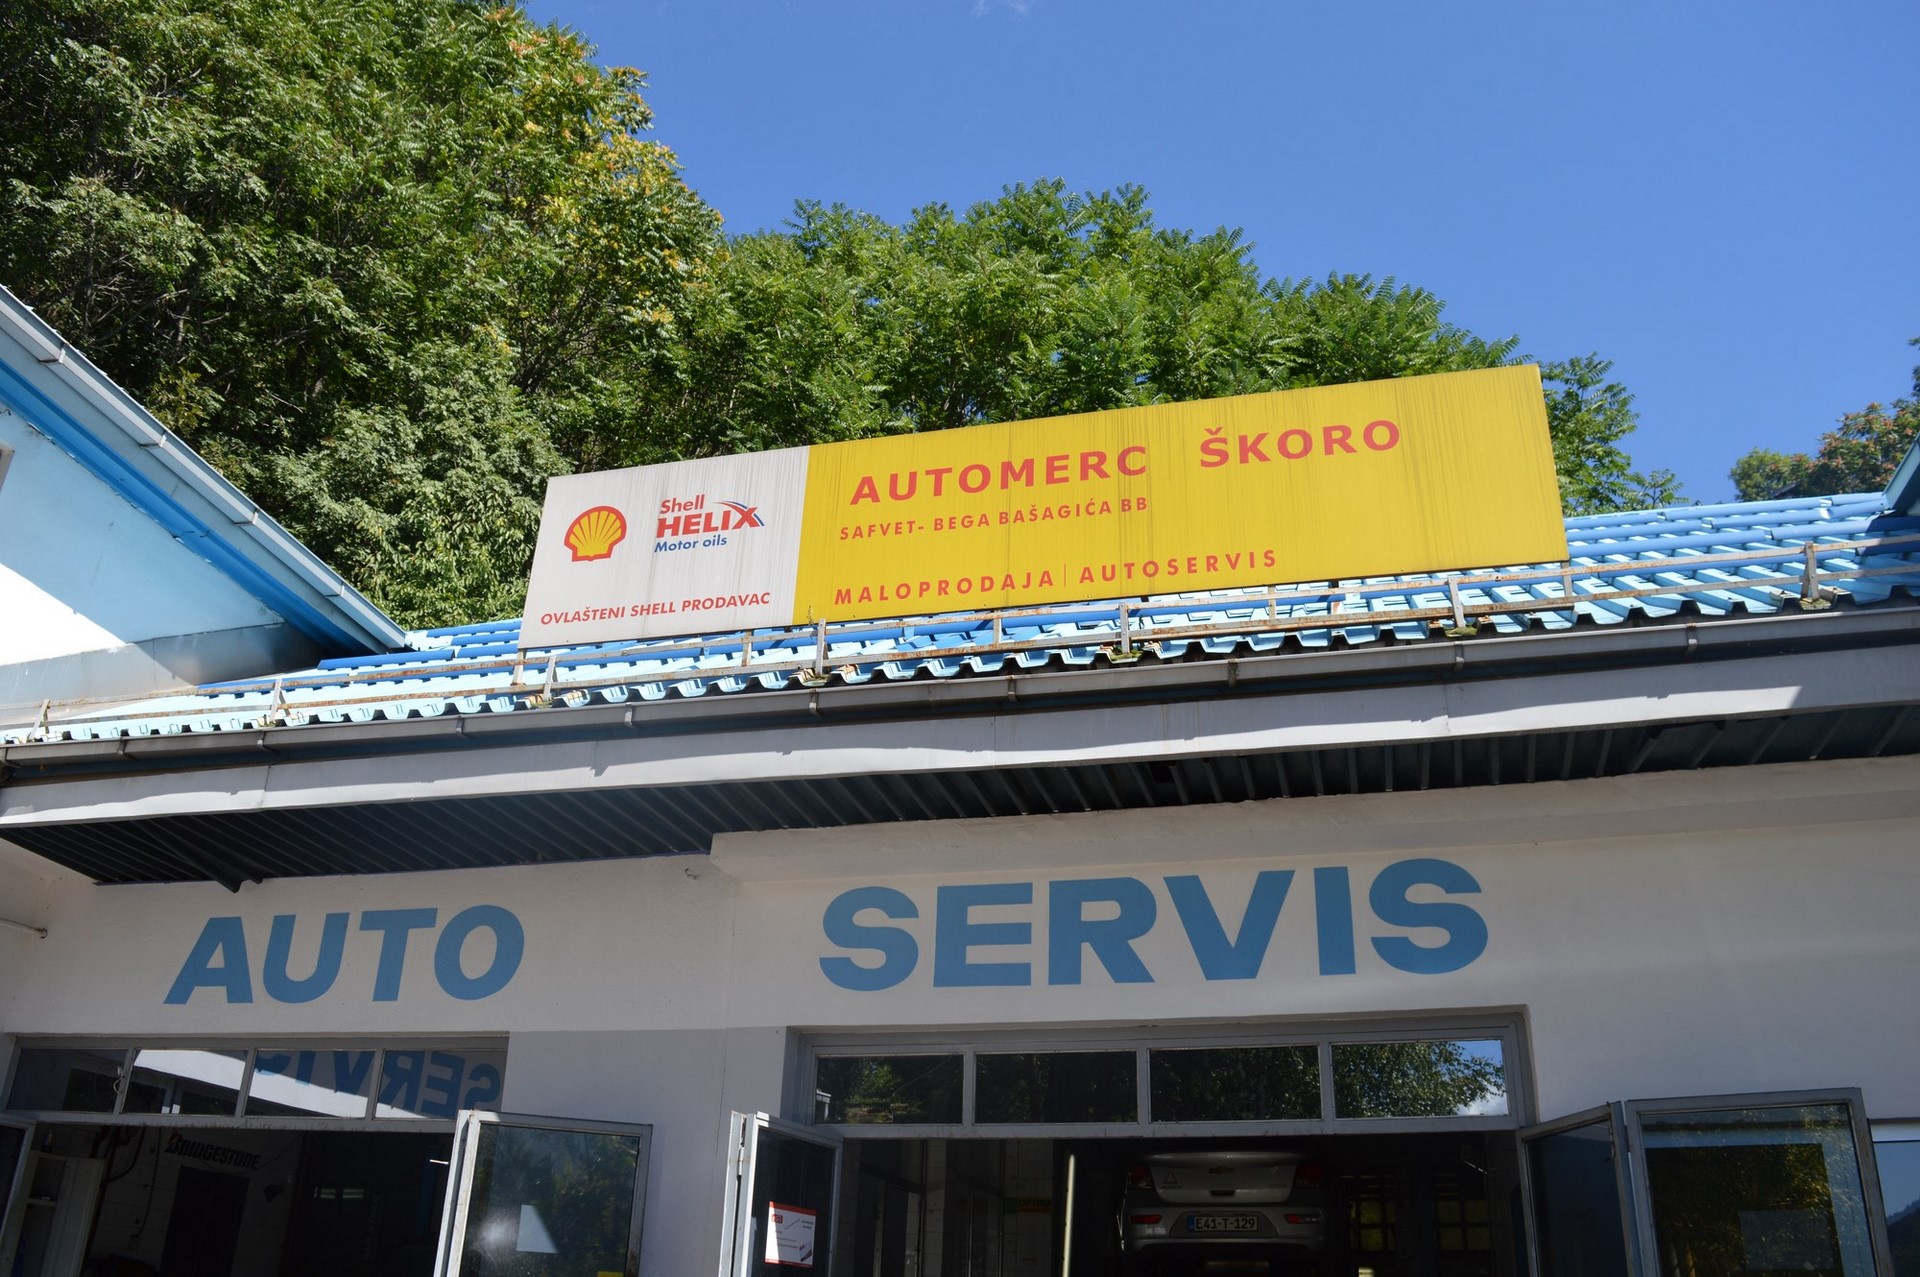 Shell
HELIX
Motor oils
OVLAŠTENI SHELL PRODAVAC
AUTOMERC ŠKORO
SAFVET- BEGA BAŠAGIĆA BB
MALOPRODAJA | AUTOSERVIS
AUTO SERVIS
SERVIS
BRIDGESTONE
E41-T-129